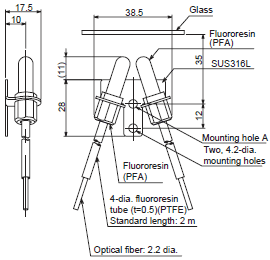 17.5
10
38.5
Glass
Fluororesin
(PFA)
SUS316L
(11)
35
28
12
Mounting hole A
Two, 4.2-dia.
mounting holes
Fluororesin
(PFA)
4-dia. fluororesin
tube (t=0.5)(PTFE)
Standard length: 2 m
Optical fiber: 2.2 dia.